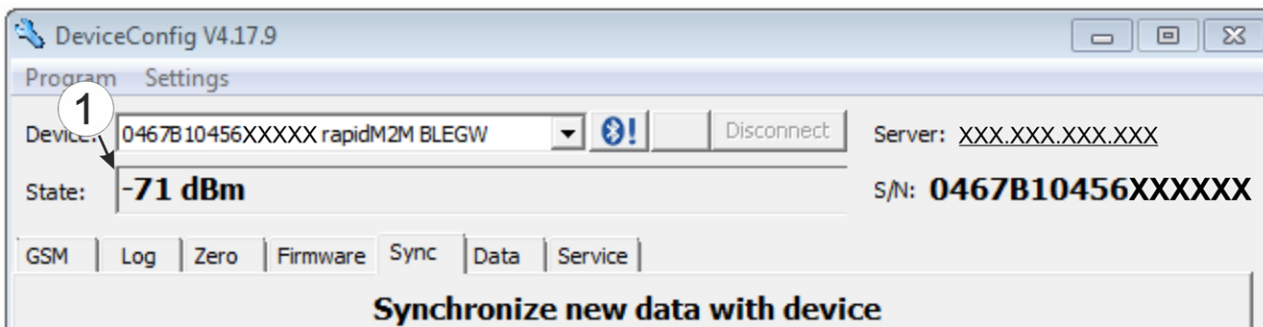 DeviceConfig V4.17.9
Program Settings
1
Device: 0467B10456XXXXX rapidM2M BLEGW Disconnect Server: XXX.XXX.XXX.XXX
State: -71 dBm S/N: 0467B10456XXXXXX
GSM Log Zero Firmware Sync Data Service
Synchronize new data with device